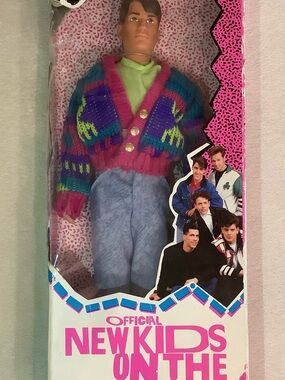 OFFICIAL
NEW KIDS
ON THE